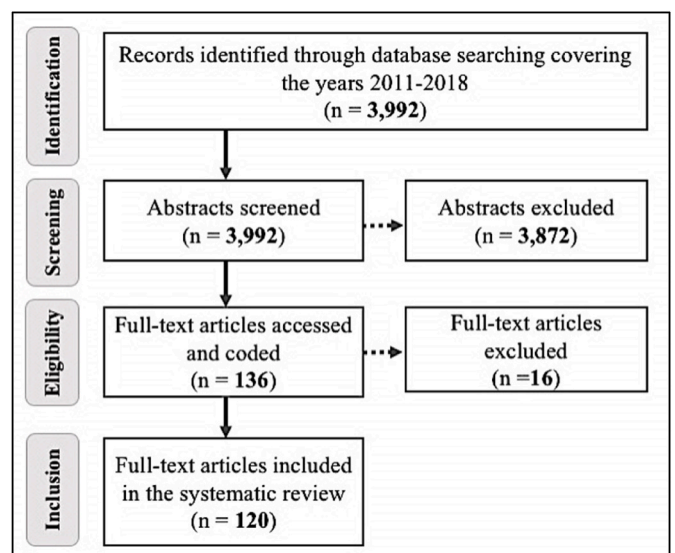 Identification
Records identified through database searching covering
the years 2011-2018
(n = 3,992)
Screening
Abstracts screened
(n = 3,992)
Abstracts excluded
(n = 3,872)
Eligibility
Full-text articles accessed
and coded
(n = 136)
Full-text articles
excluded
(n =16)
Inclusion
Full-text articles included
in the systematic review
(n = 120)